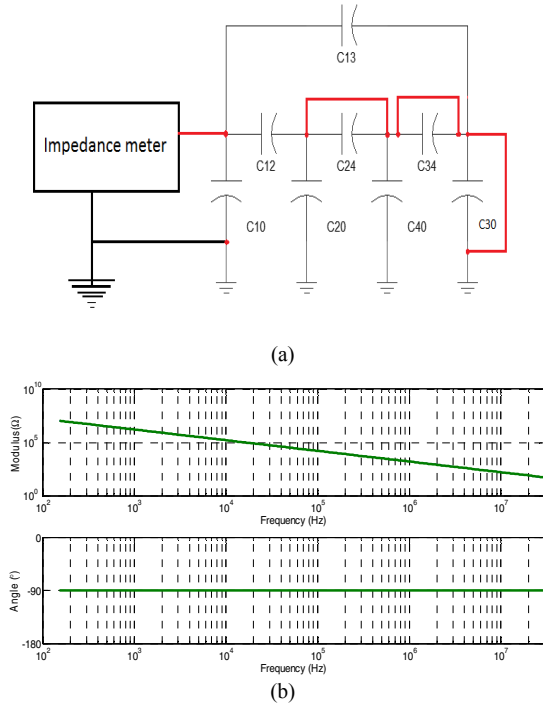 C13
Impedance meter
C12
C24
C34
C10
C20
C40
C30
(a)
10^10
10^5
10^0
Modulus(Ω)
10^3
10^4
10^5
10^6
10^7
Frequency (Hz)
0
-90
-180
Angle (°)
10^2
10^3
10^4
10^5
10^6
10^7
Frequency (Hz)
(b)